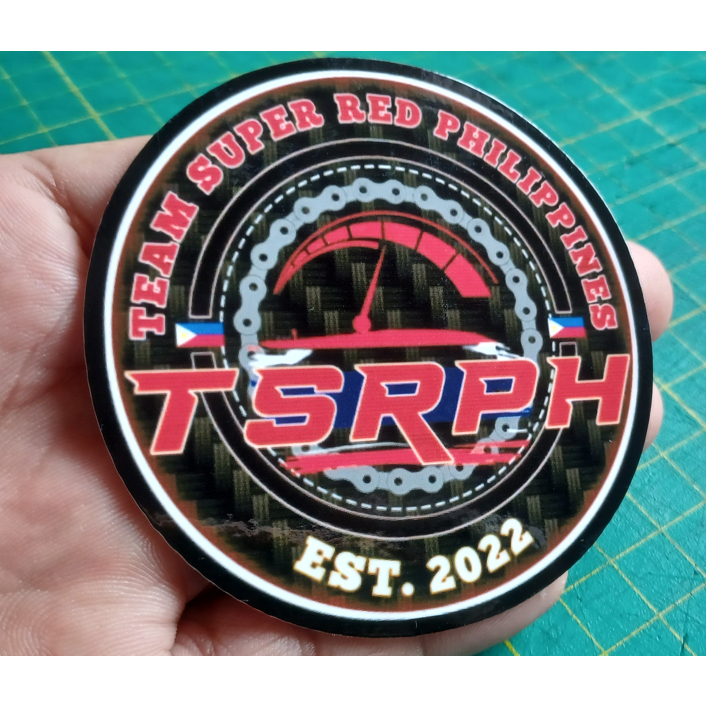 TEAM SUPER RED PHILIPPINES
TSRPH
EST. 2022